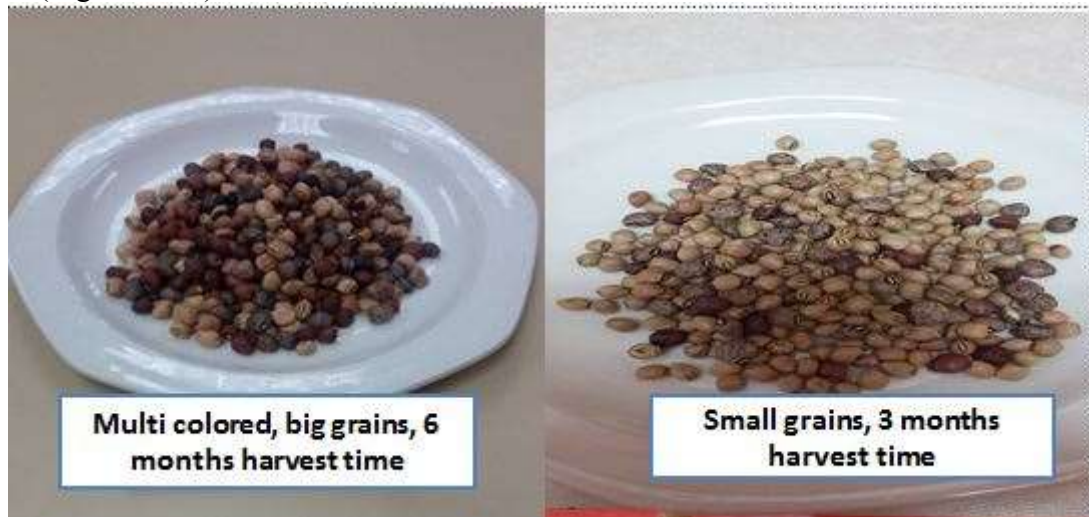 Multi colored, big grains, 6
months harvest time
Small grains, 3 months
harvest time